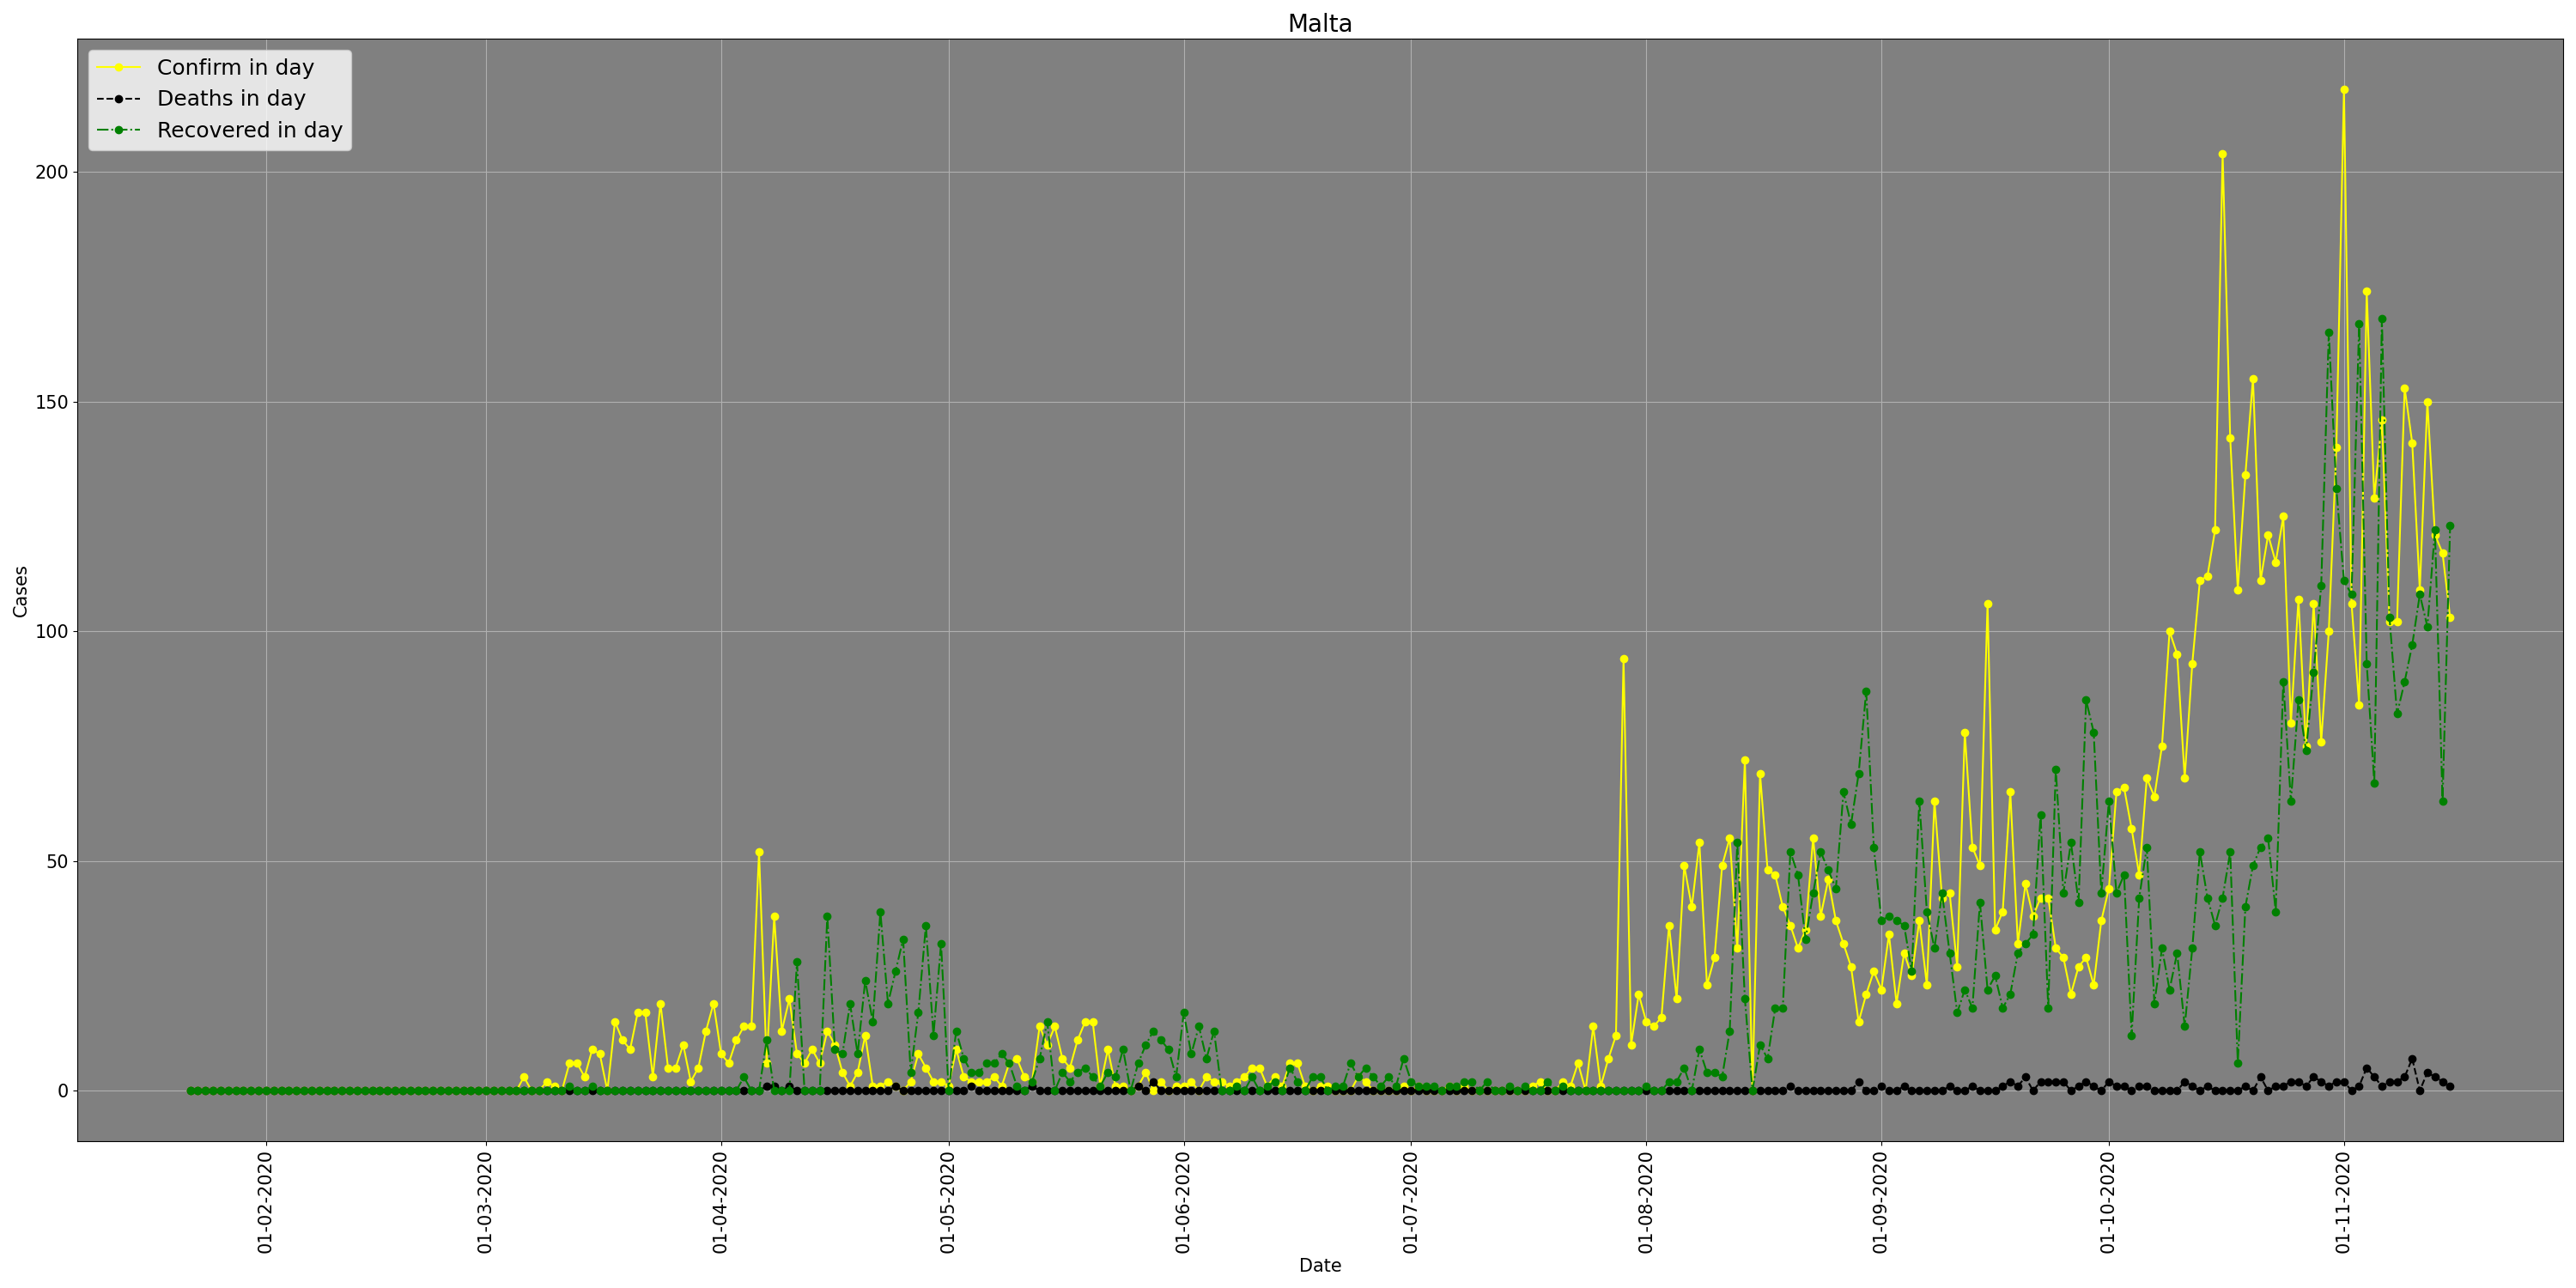 Malta
Confirm in day
Deaths in day
Recovered in day
200
150
100
50
0
Cases
01-02-2020
01-03-2020
01-04-2020
01-05-2020
01-06-2020
01-07-2020
01-08-2020
01-09-2020
01-10-2020
01-11-2020
Date